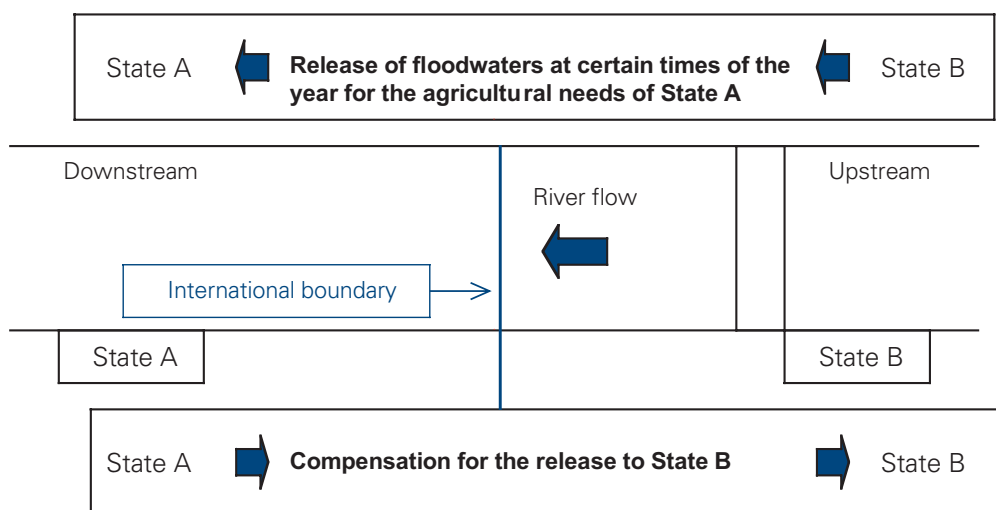 State A
Release of floodwaters at certain times of the
year for the agricultural needs of State A
State B
Downstream
Upstream
River flow
International boundary
State A
State B
State A
Compensation for the release to State B
State B